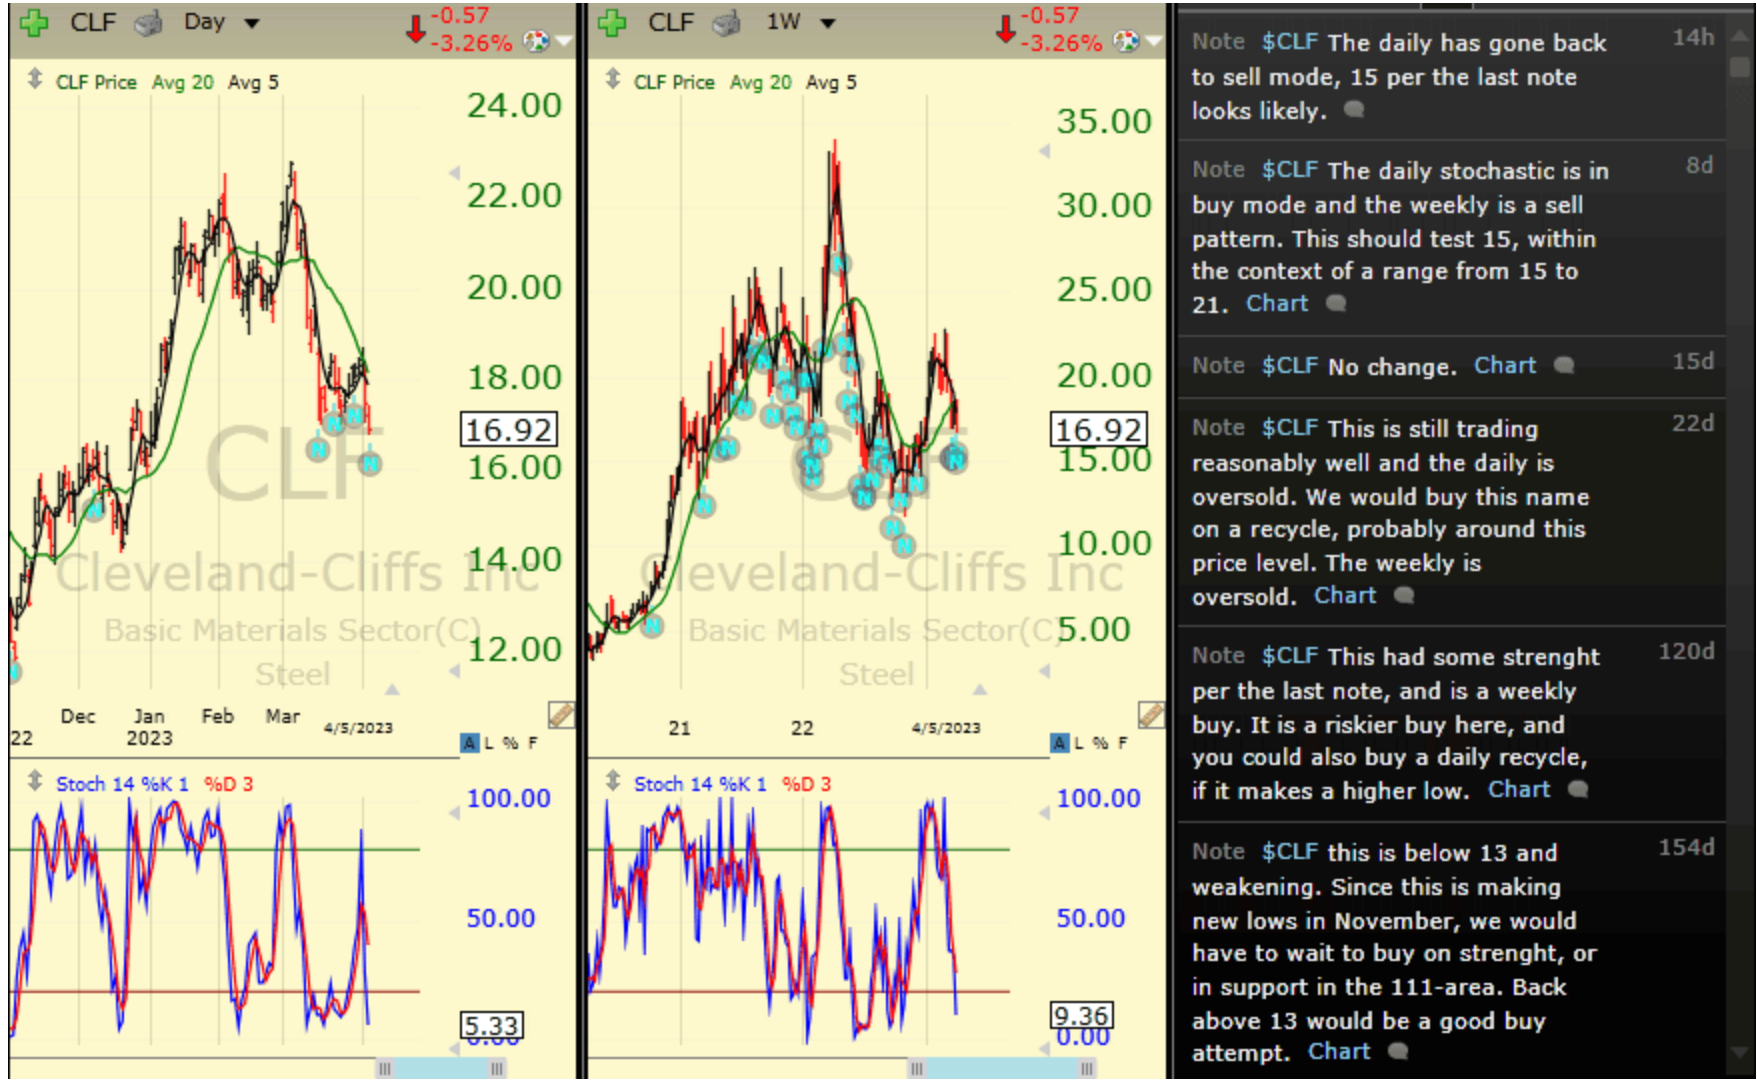 CLF Day -0.57
-3.26%
CLF Price Avg 20 Avg 5
24.00
22.00
20.00
18.00
16.92
16.00
14.00
12.00
CLF
Cleveland-Cliffs Inc
Basic Materials Sector(C)
Steel
22 Dec Jan 2023 Feb Mar 4/5/2023
A L % F
Stoch 14 %K 1 %D 3
100.00
50.00
5.33
0.00
CLF 1W -0.57
-3.26%
CLF Price Avg 20 Avg 5
35.00
30.00
25.00
20.00
16.92
15.00
10.00
5.00
CLF
Cleveland-Cliffs Inc
Basic Materials Sector(C)
Steel
21 22 4/5/2023
A L % F
Stoch 14 %K 1 %D 3
100.00
50.00
9.36
0.00
Note $CLF The daily has gone back 14h
to sell mode, 15 per the last note
looks likely.
Note $CLF The daily stochastic is in 8d
buy mode and the weekly is a sell
pattern. This should test 15, within
the context of a range from 15 to
21. Chart
Note $CLF No change. Chart 15d
Note $CLF This is still trading 22d
reasonably well and the daily is
oversold. We would buy this name
on a recycle, probably around this
price level. The weekly is
oversold. Chart
Note $CLF This had some strenght 120d
per the last note, and is a weekly
buy. It is a riskier buy here, and
you could also buy a daily recycle,
if it makes a higher low. Chart
Note $CLF this is below 13 and 154d
weakening. Since this is making
new lows in November, we would
have to wait to buy on strenght, or
in support in the 111-area. Back
above 13 would be a good buy
attempt. Chart